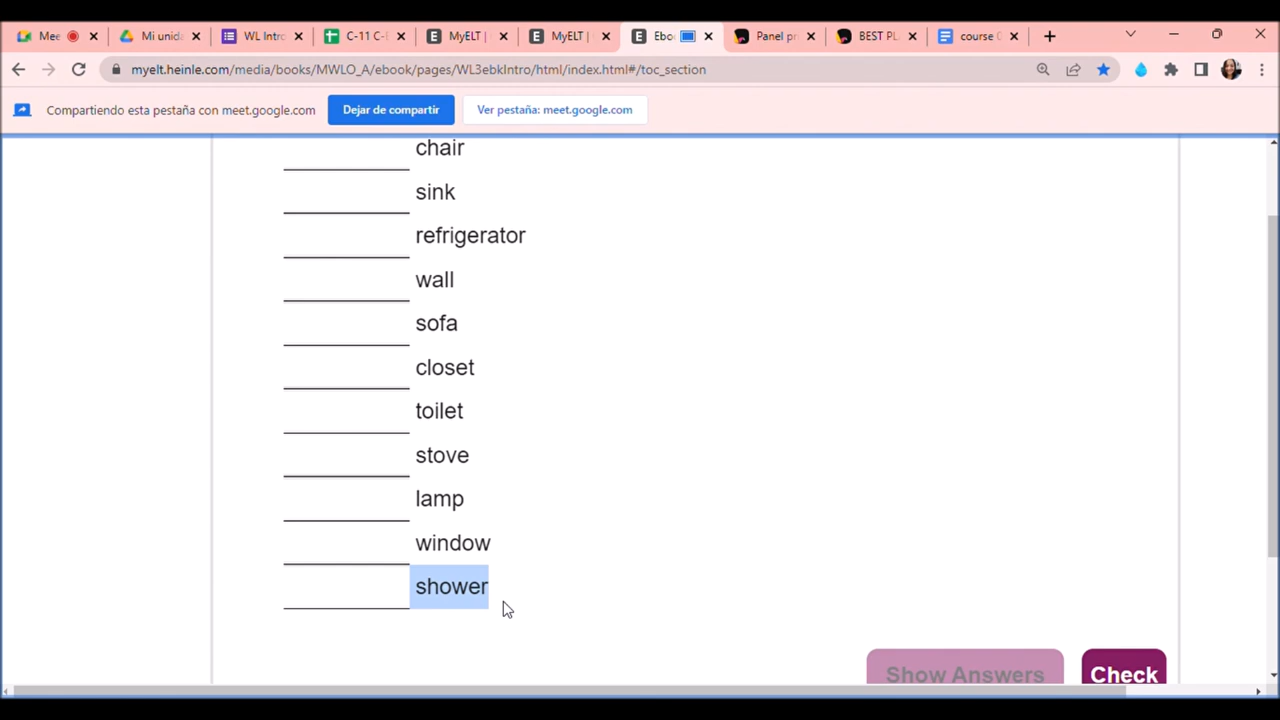 Mee
Mi unida
WL Intro
C-11 C-E
MyELT |
MyELT |
Ebo
Panel pr
BEST PL
course 0
myelt.heinle.com/media/books/MWLO_A/ebook/pages/WL3ebkIntro/html/index.html#/toc_section
Compartiendo esta pestaña con meet.google.com
Dejar de compartir
Ver pestaña: meet.google.com
chair
sink
refrigerator
wall
sofa
closet
toilet
stove
lamp
window
shower
Show Answers
Check